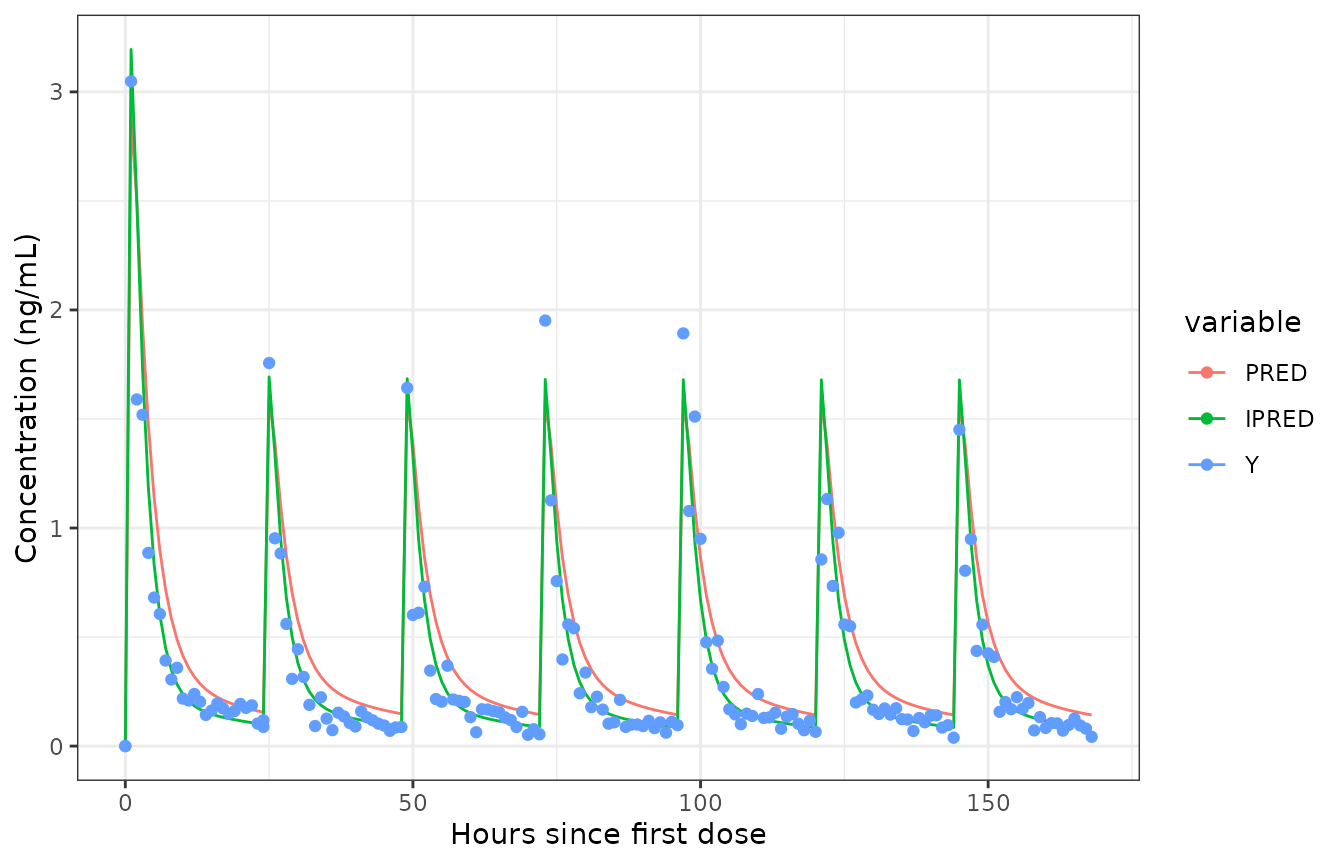 3
2
1
0
Concentration (ng/mL)
0 50 100 150
Hours since first dose
variable
PRED
IPRED
Y